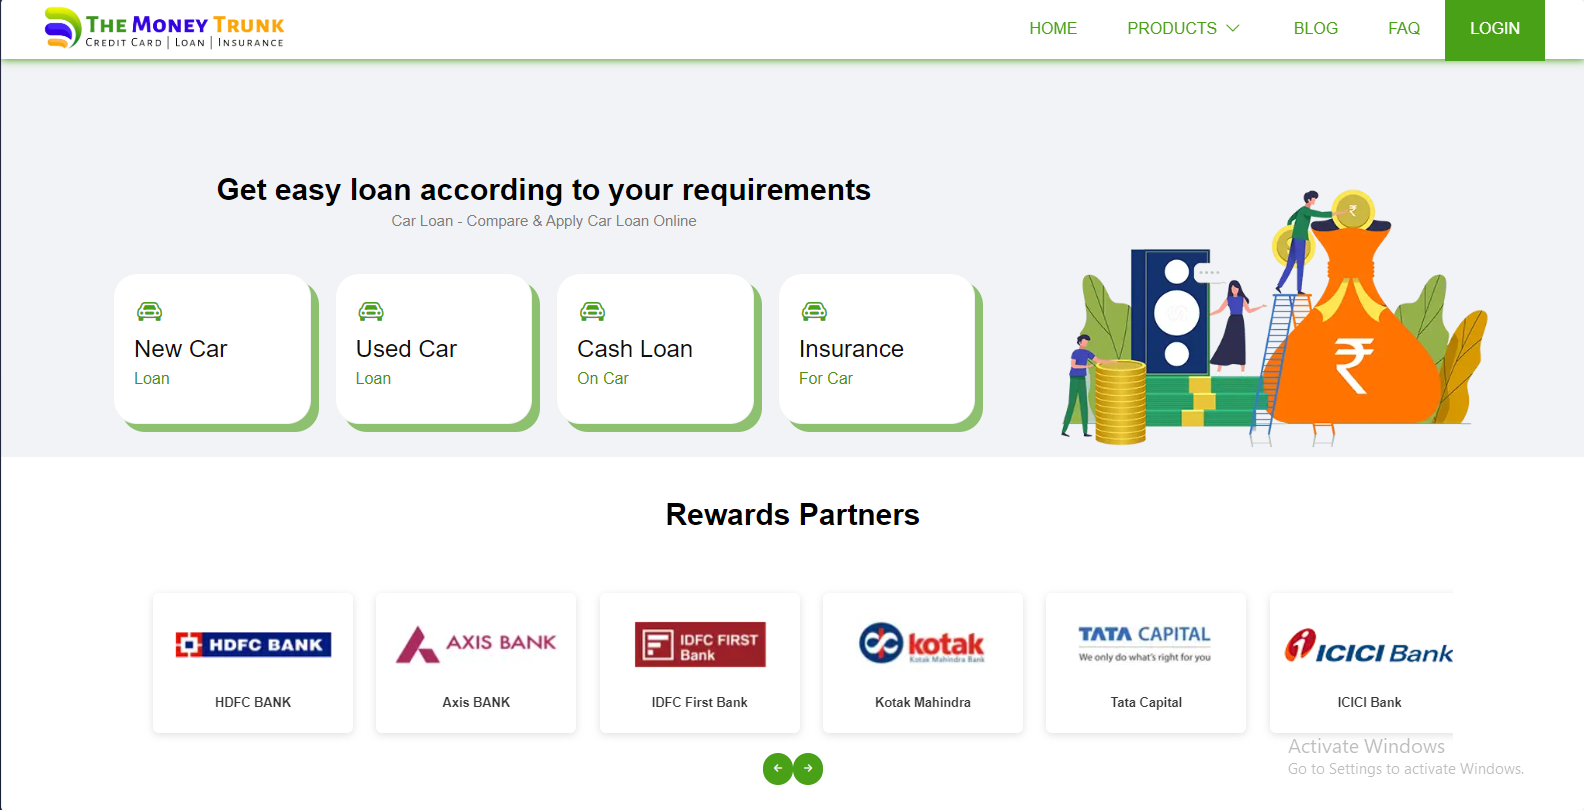 THE MONEY TRUNK
CREDIT CARD | LOAN | INSURANCE
HOME
PRODUCTS
BLOG
FAQ
LOGIN
Get easy loan according to your requirements
Car Loan - Compare & Apply Car Loan Online
New Car
Loan
Used Car
Loan
Cash Loan
On Car
Insurance
For Car
₹
₹
Rewards Partners
HDFC BANK
HDFC BANK
AXIS BANK
Axis BANK
IDFC FIRST
Bank
IDFC First Bank
kotak
Kotak Mahindra Bank
Kotak Mahindra
TATA CAPITAL
We only do what's right for you
Tata Capital
ICICI Bank
ICICI Bank
Activate Windows
Go to Settings to activate Windows.